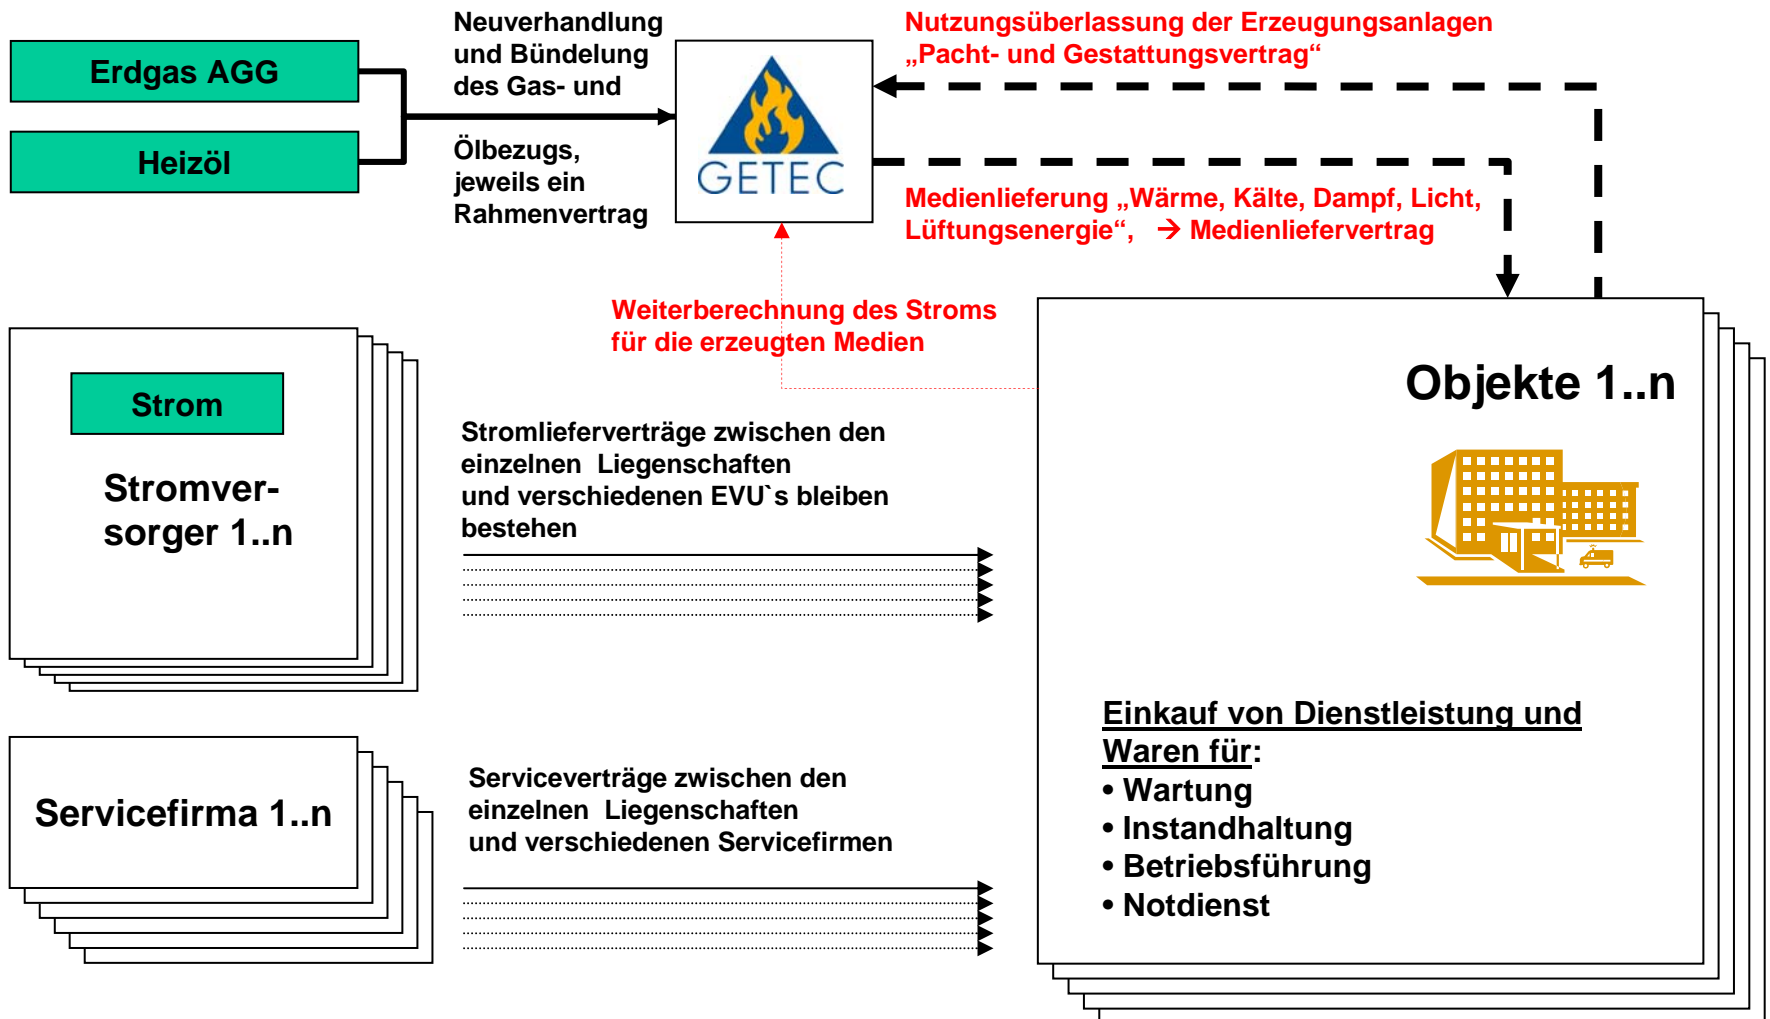 Erdgas AGG
Heizöl
Neuverhandlung
und Bündelung
des Gas- und
Ölbezugs,
jeweils ein
Rahmenvertrag
GETEC
Nutzungsüberlassung der Erzeugungsanlagen
„Pacht- und Gestattungsvertrag“
Medienlieferung „Wärme, Kälte, Dampf, Licht,
Lüftungsenergie“, → Medienliefervertrag
Weiterberechnung des Stroms
für die erzeugten Medien
Strom
Stromver-
sorger 1..n
Stromlieferverträge zwischen den
einzelnen Liegenschaften
und verschiedenen EVU`s bleiben
bestehen
Objekte 1..n
Servicefirma 1..n
Serviceverträge zwischen den
einzelnen Liegenschaften
und verschiedenen Servicefirmen
Einkauf von Dienstleistung und
Waren für:
• Wartung
• Instandhaltung
• Betriebsführung
• Notdienst